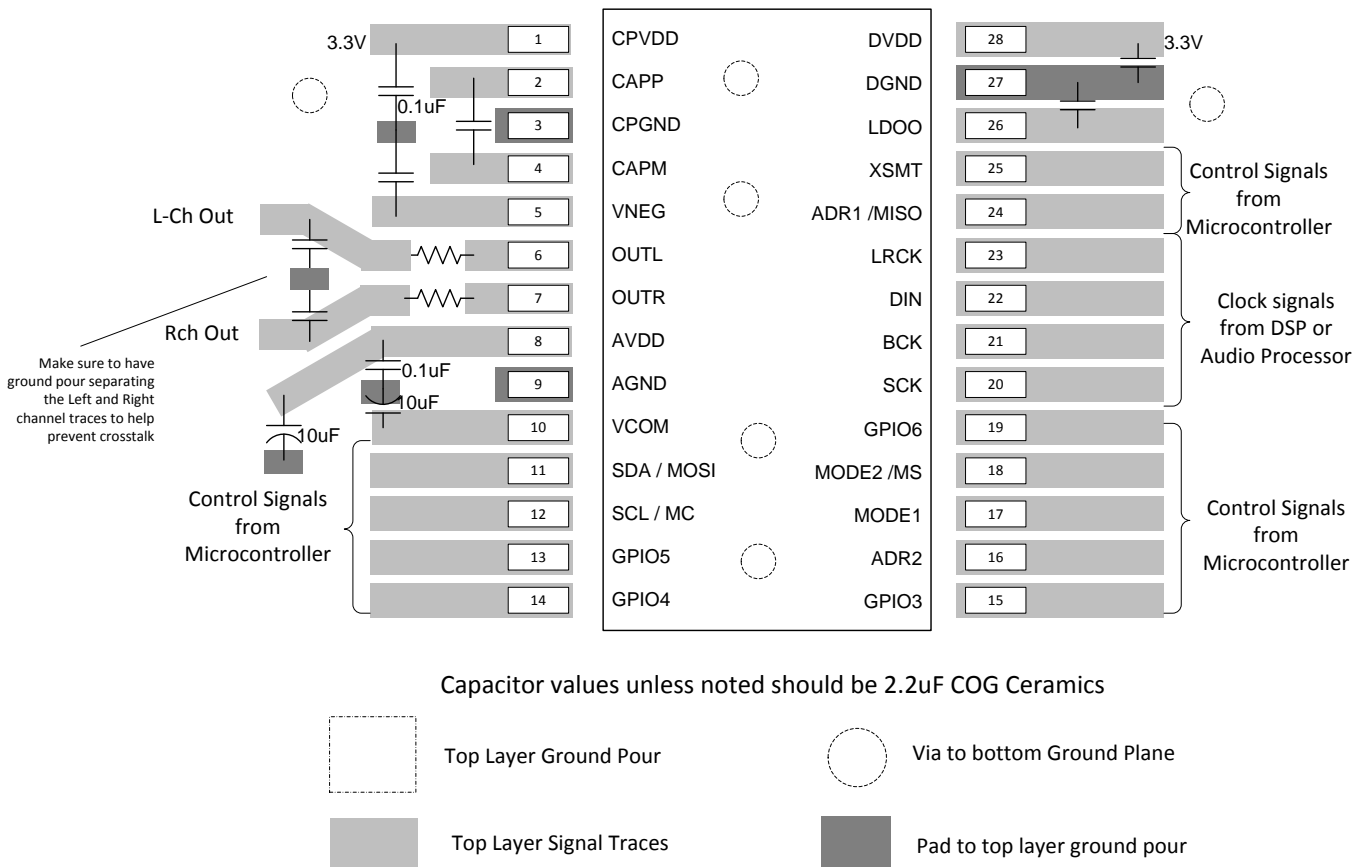 3.3V
1
CPVDD
DVDD
28
3.3V
2
CAPP
DGND
27
0.1uF
3
CPGND
LDOO
26
4
CAPM
XSMT
25
Control Signals
from
Microcontroller
L-Ch Out
5
VNEG
ADR1 /MISO
24
6
OUTL
LRCK
23
7
OUTR
DIN
22
Clock signals
from DSP or
Audio Processor
Rch Out
8
AVDD
BCK
21
Make sure to have
ground pour separating
the Left and Right
channel traces to help
prevent crosstalk
0.1uF
9
AGND
SCK
20
10uF
10uF
10
VCOM
GPIO6
19
11
SDA / MOSI
MODE2 /MS
18
Control Signals
from
Microcontroller
12
SCL / MC
MODE1
17
Control Signals
from
Microcontroller
13
GPIO5
ADR2
16
14
GPIO4
GPIO3
15
Capacitor values unless noted should be 2.2uF COG Ceramics
Top Layer Ground Pour
Via to bottom Ground Plane
Top Layer Signal Traces
Pad to top layer ground pour